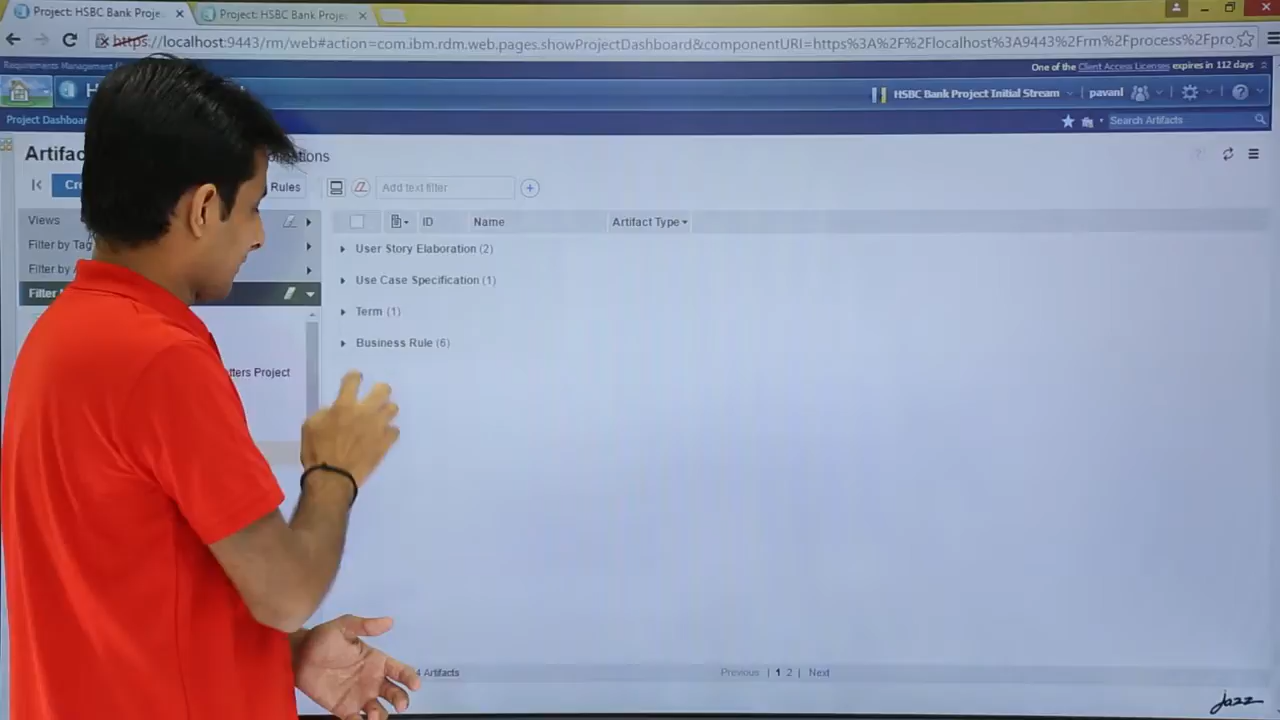 Project: HSBC Bank Proje
Project: HSBC Bank Proje
https://localhost:9443/rm/web#action=com.ibm.rdm.web.pages.showProjectDashboard&componentURI=https%3A%2F%2Flocalhost%3A9443%2Frm%2Fprocess%2Fpro
Requirements Management
One of the Client Access Licenses expires in 112 days
HSBC Bank Project Initial Stream
pavanl
Project Dashboar
Search Artifacts
Artifac
Rules
Add text filter
Views
ID
Name
Artifact Type
Filter by Tag
User Story Elaboration (2)
Filter by
Use Case Specification (1)
Filter
Term (1)
Business Rule (6)
tters Project
4 Artifacts
Previous | 1 2 | Next
jazz